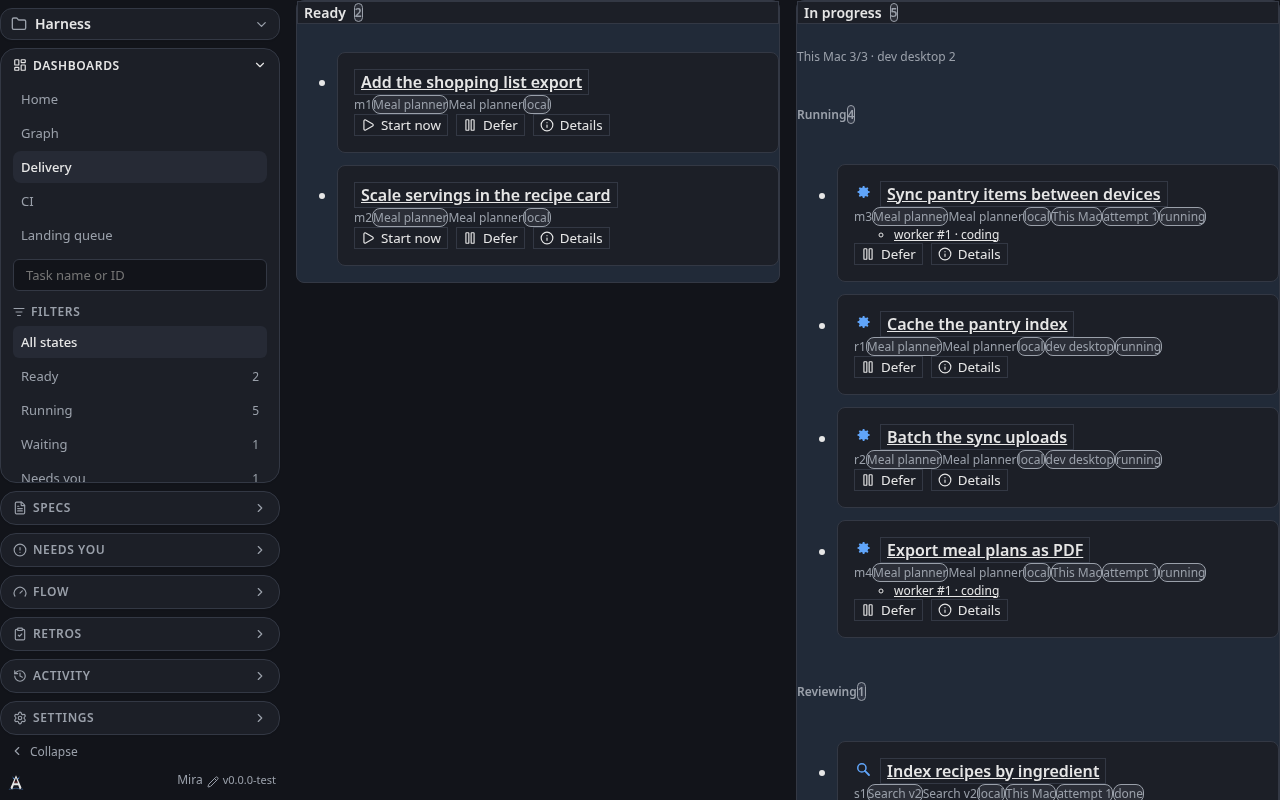 Harness
DASHBOARDS
Home
Graph
Delivery
CI
Landing queue
Task name or ID
FILTERS
All states
Ready 2
Running 5
Waiting 1
Needs you 1
SPECS
NEEDS YOU
FLOW
RETROS
ACTIVITY
SETTINGS
Collapse
Mira v0.0.0-test
Ready 2
Add the shopping list export
m1 Meal planner Meal planner local
Start now Defer Details
Scale servings in the recipe card
m2 Meal planner Meal planner local
Start now Defer Details
In progress 5
This Mac 3/3 · dev desktop 2
Running 4
Sync pantry items between devices
m3 Meal planner Meal planner local This Mac attempt 1 running
worker #1 · coding
Defer Details
Cache the pantry index
r1 Meal planner Meal planner local dev desktop running
Defer Details
Batch the sync uploads
r2 Meal planner Meal planner local dev desktop running
Defer Details
Export meal plans as PDF
m4 Meal planner Meal planner local This Mac attempt 1 running
worker #1 · coding
Defer Details
Reviewing 1
Index recipes by ingredient
s1 Search v2 Search v2 local This Mac attempt 1 done